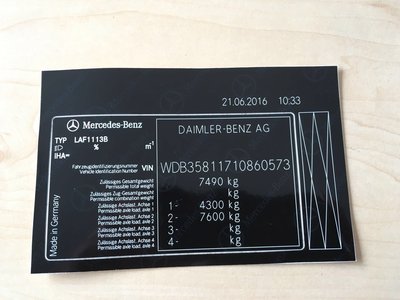 21.06.2016 10:33
Mercedes-Benz
DAIMLER-BENZ AG
TYP LAF1113B
% m⁻¹
IHA=
Fahrzeugidentifizierungsnummer
Vehicle Identification Number
VIN WDB35811710860573
Zulässiges Gesamtgewicht
Permissible total weight
7490 kg
Zulässiges Zug Gesamtgewicht
Permissible combination weight
kg
Zulässige Achslast. Achse 1
Permissible axle load. axle 1
1- 4300 kg
Zulässige Achslast. Achse 2
Permissible axle load. axle 2
2- 7600 kg
Zulässige Achslast. Achse 3
Permissible axle load. axle 3
3- kg
Zulässige Achslast. Achse 4
Permissible axle load. axle 4
4- kg
Made in Germany